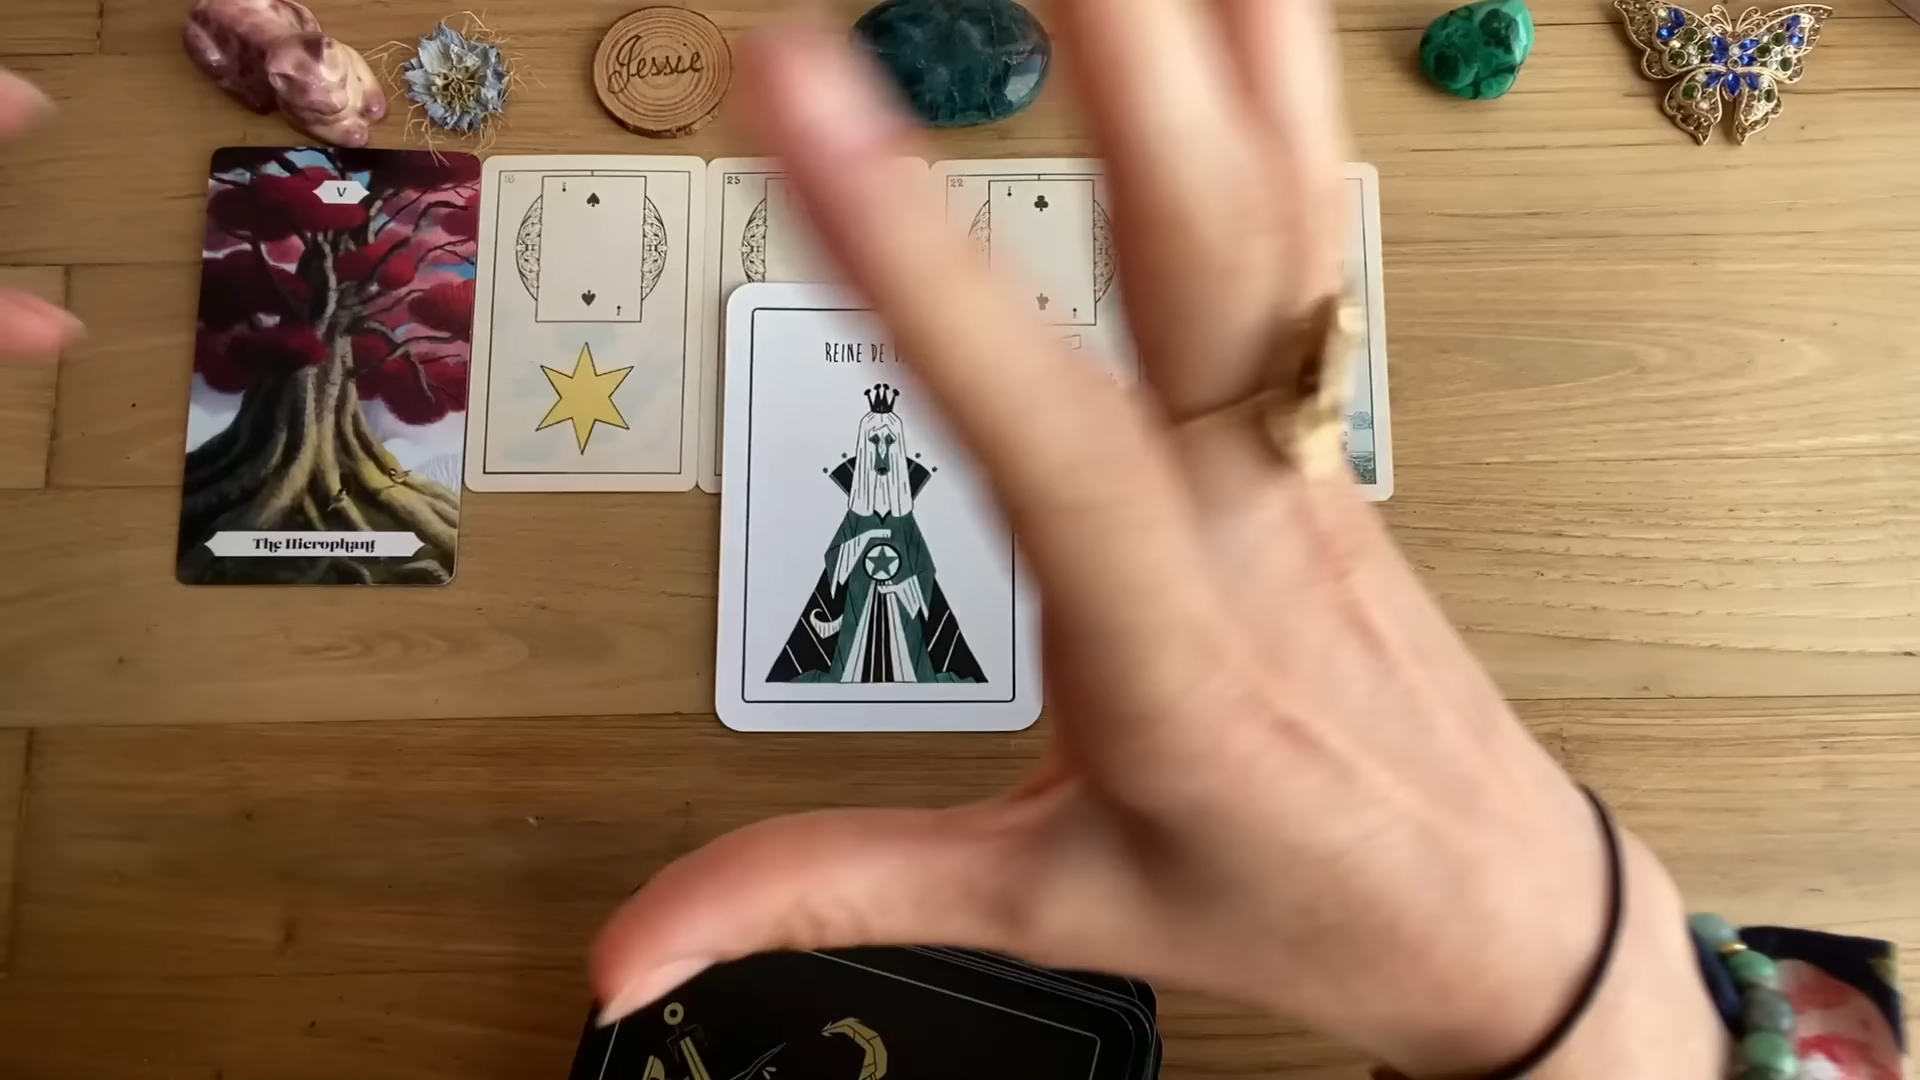 Jessie
V
The Hierophant
25
22
REINE DE